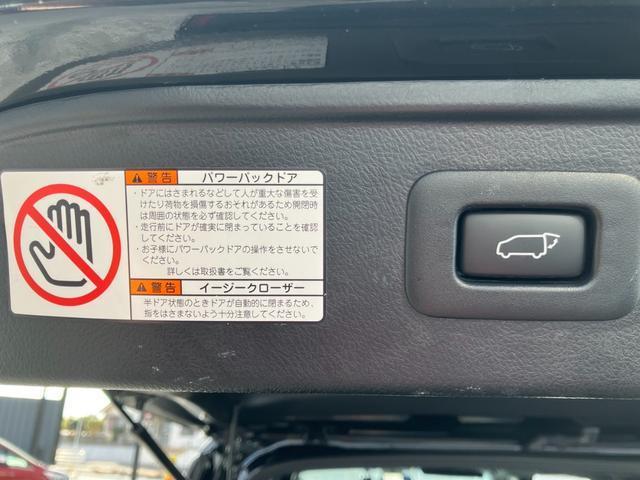 警告 パワーバックドア
・ドアにはさまれるなどして人が重大な傷害を受
けたり荷物を損傷するおそれがあるため開閉時
は周囲の状態を必ず確認してください。
・走行前にドアが確実に閉まっていることを確認
してください。
・お子様にパワーバックドアの操作をさせないで
ください。
詳しくは取扱書をご覧ください。
警告 イージークローザー
半ドア状態のときドアが自動的に閉まるため、
指をはさまないよう十分注意してください。